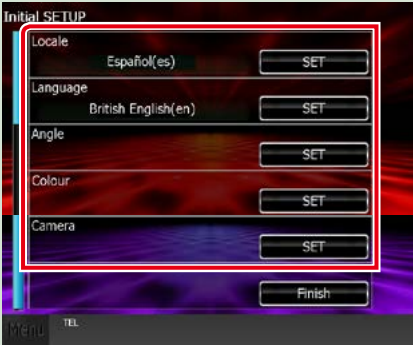 Initial SETUP
Locale
Español(es) SET
Language
British English(en) SET
Angle
SET
Colour
SET
Camera
SET
Finish
Menu TEL